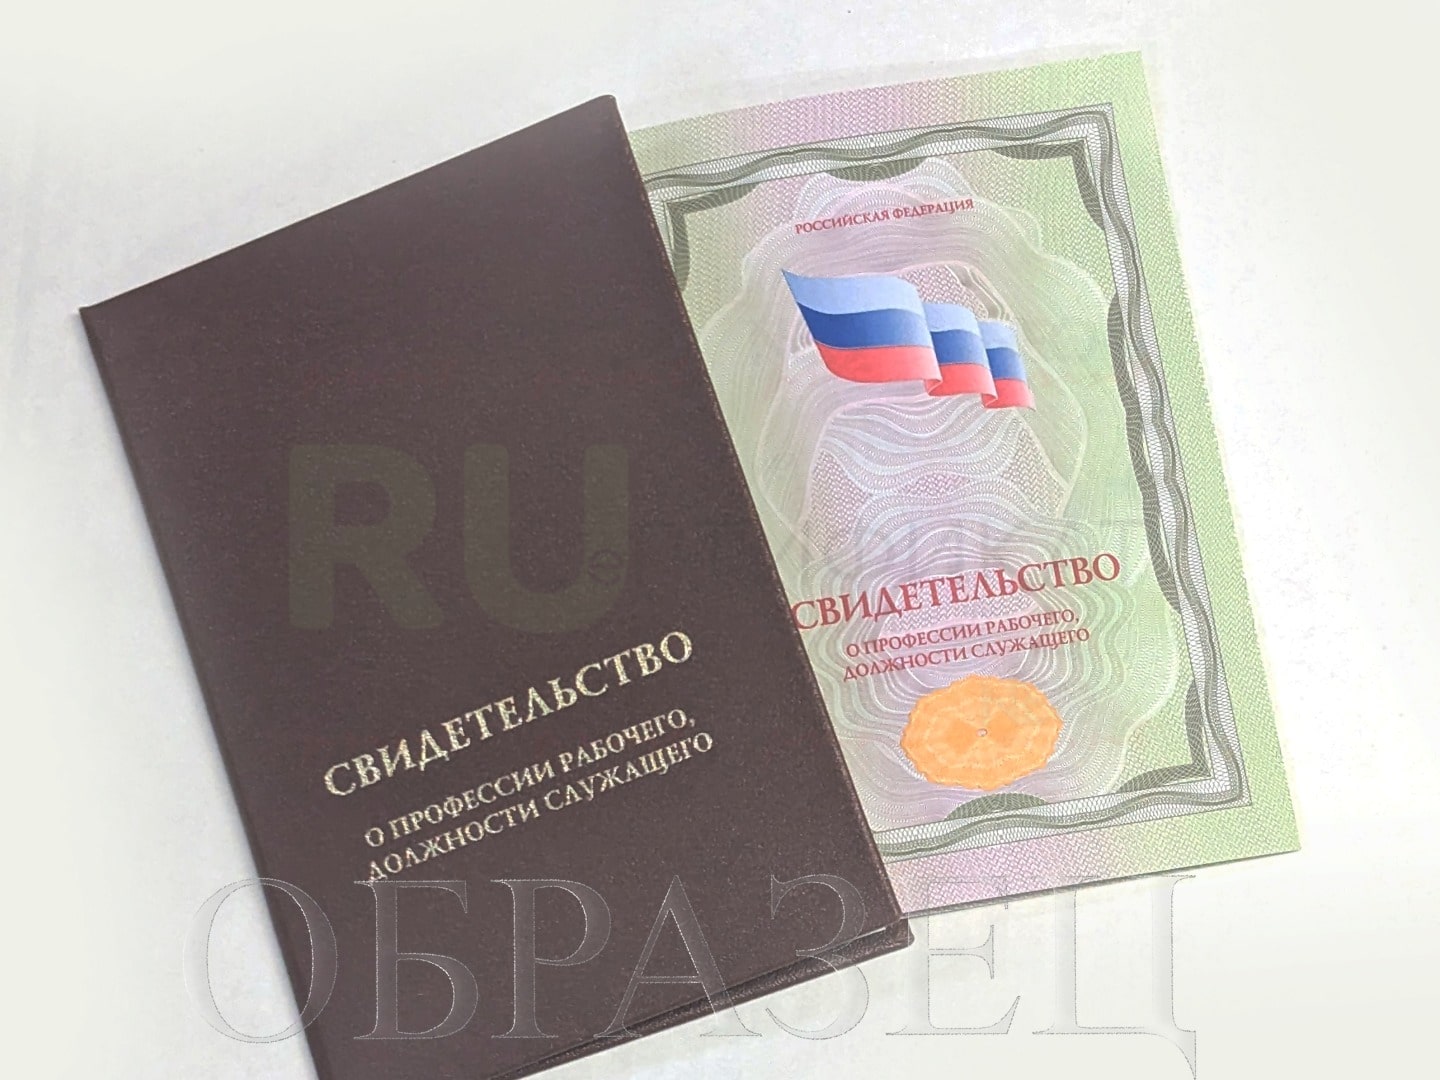 СВИДЕТЕЛЬСТВО
О ПРОФЕССИИ РАБОЧЕГО,
ДОЛЖНОСТИ СЛУЖАЩЕГО
РОССИЙСКАЯ ФЕДЕРАЦИЯ
СВИДЕТЕЛЬСТВО
О ПРОФЕССИИ РАБОЧЕГО,
ДОЛЖНОСТИ СЛУЖАЩЕГО
RU
ОБРАЗЕЦ